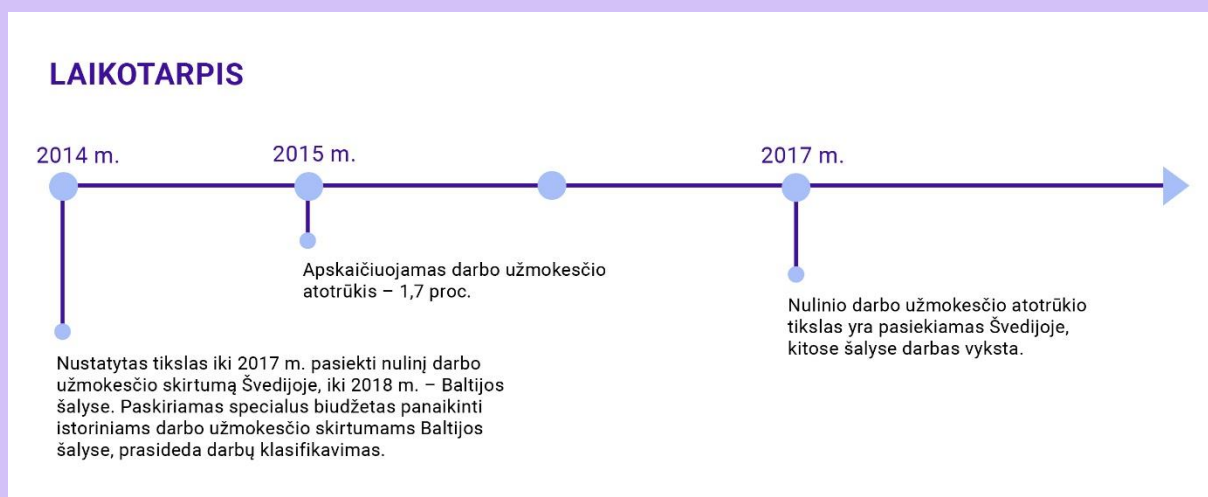 LAIKOTARPIS
2014 m.
2015 m.
2017 m.
Apskaičiuojamas darbo užmokesčio
atotrūkis – 1,7 proc.
Nulinio darbo užmokesčio atotrūkio
tikslas yra pasiekiamas Švedijoje,
kitose šalyse darbas vyksta.
Nustatytas tikslas iki 2017 m. pasiekti nulinį darbo
užmokesčio skirtumą Švedijoje, iki 2018 m. – Baltijos
šalyse. Paskiriamas specialus biudžetas panaikinti
istoriniams darbo užmokesčio skirtumams Baltijos
šalyse, prasideda darbų klasifikavimas.